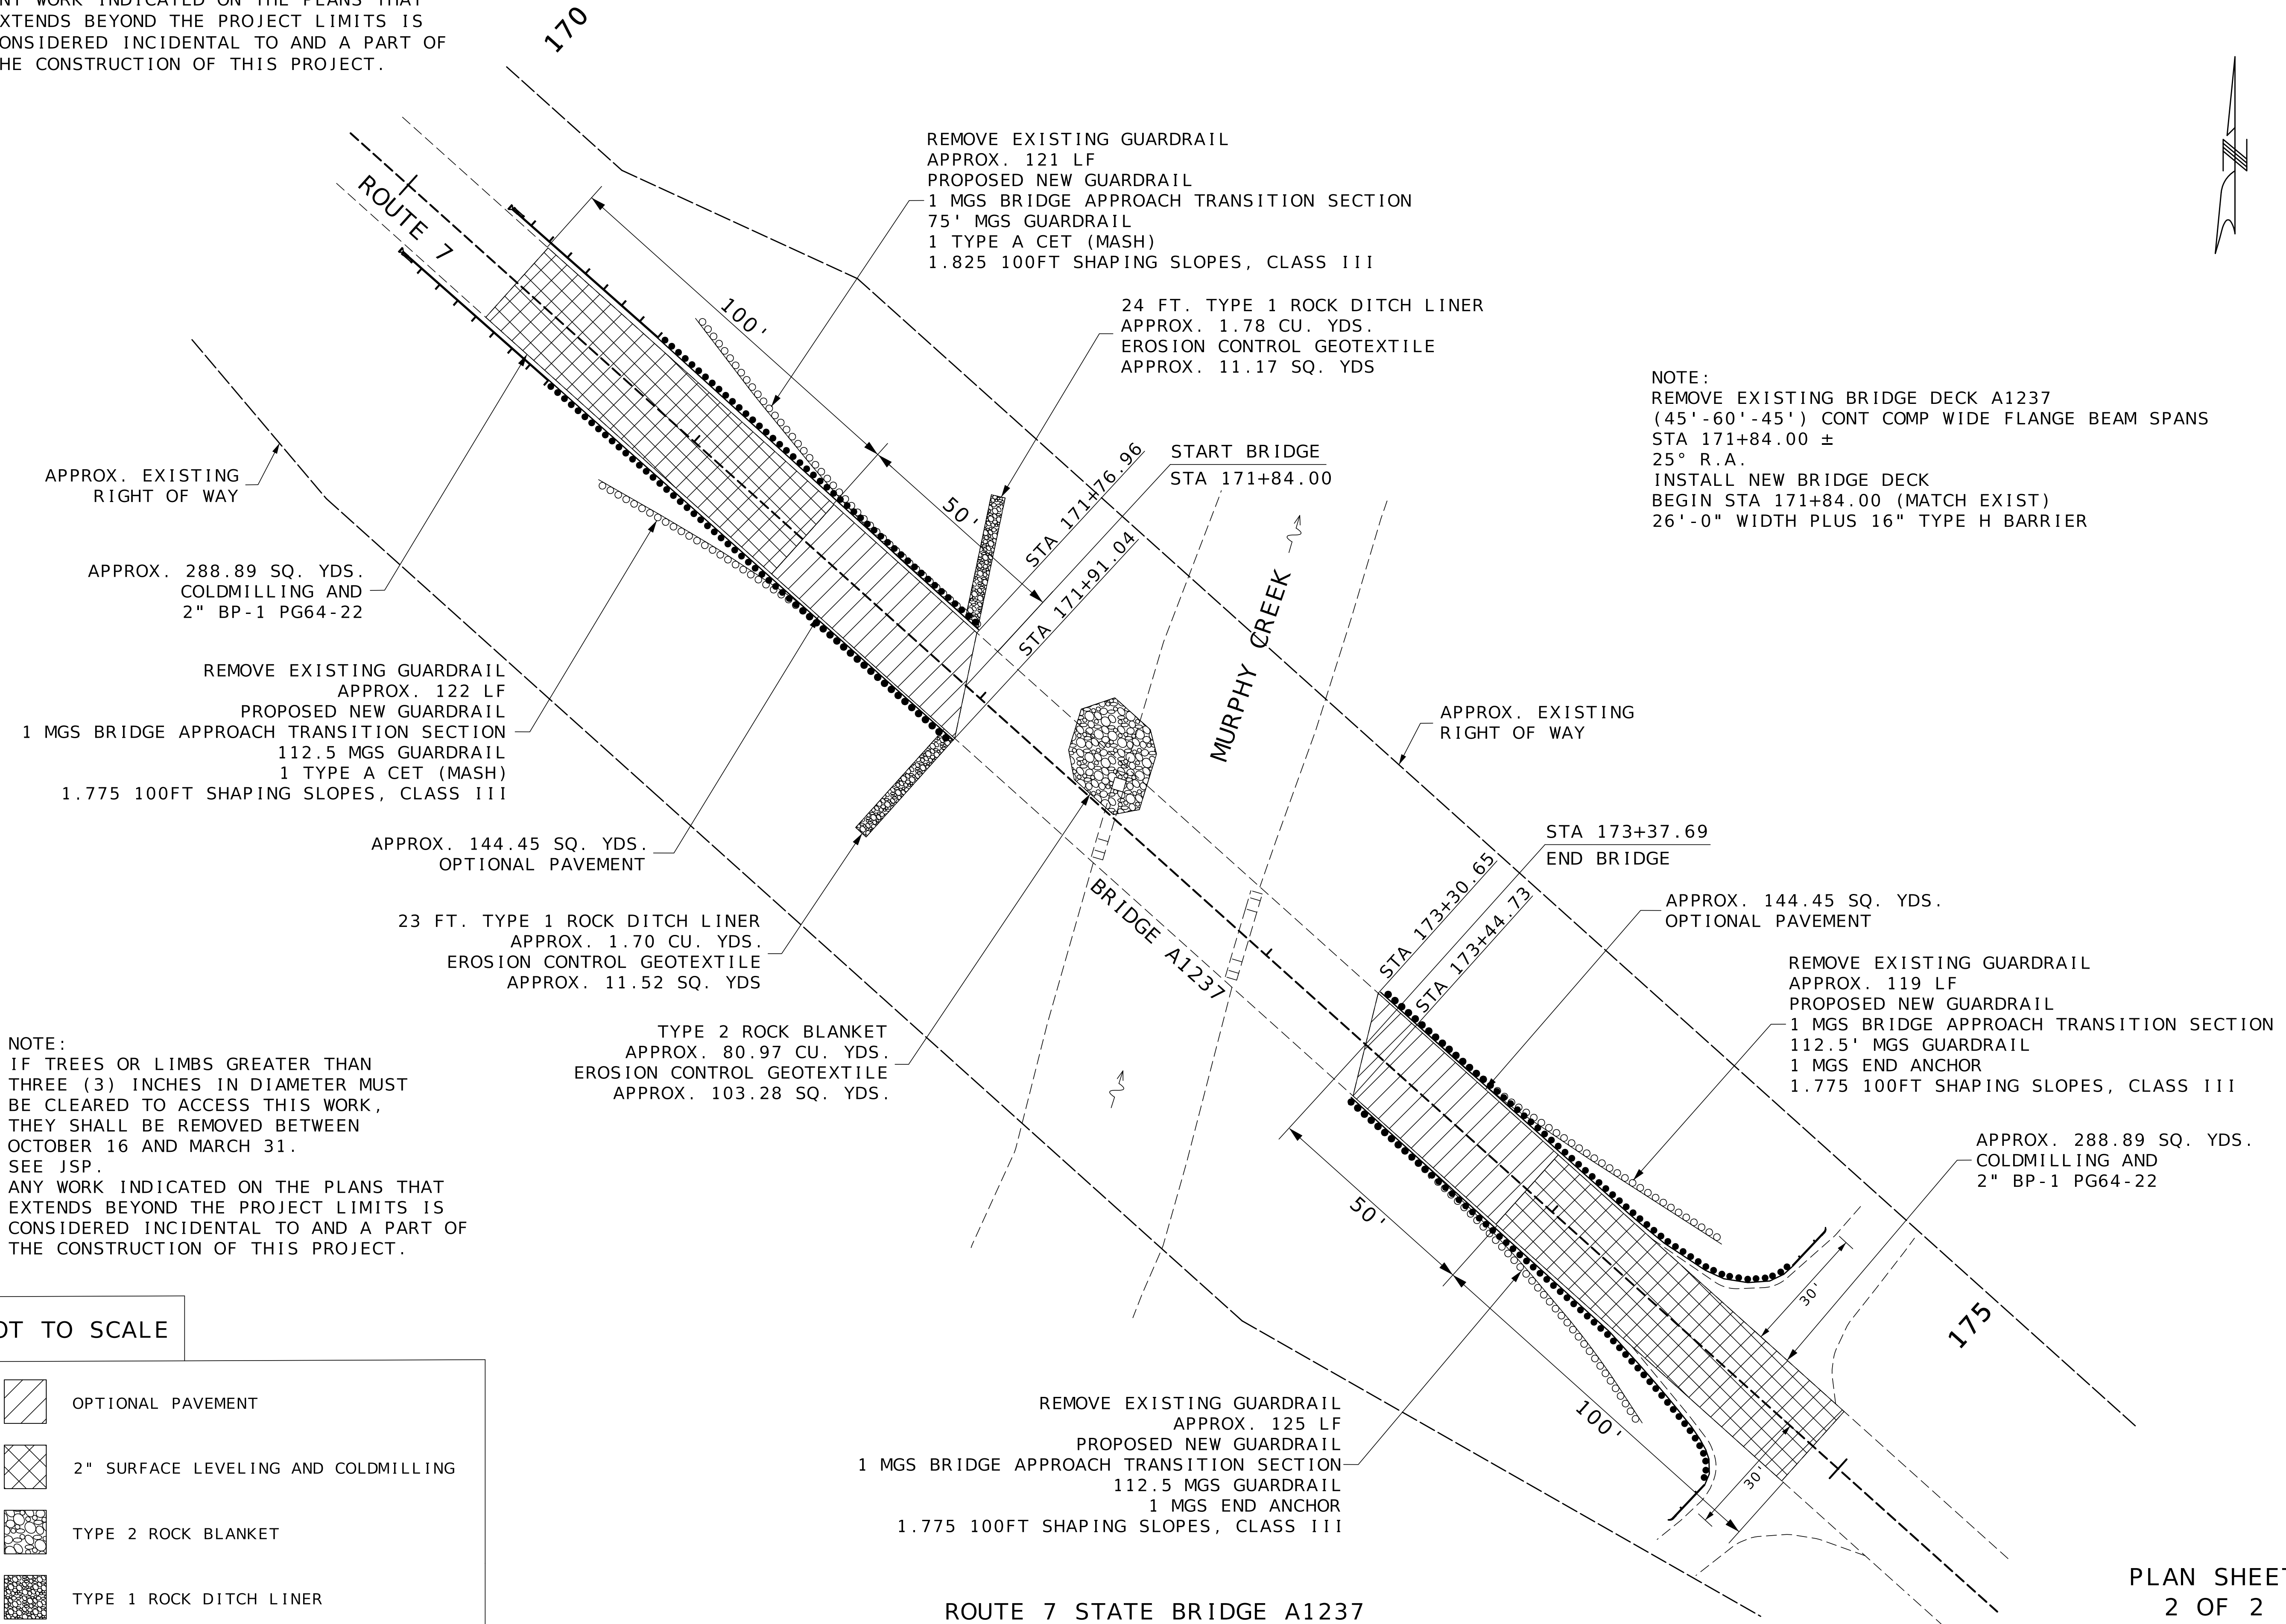 WORK INDICATED ON THE PLANS THAT
BEYOND THE PROJECT LIMITS IS
INCIDENTAL TO AND A PART OF
CONSTRUCTION OF THIS PROJECT.
170
N
ROUTE 7
REMOVE EXISTING GUARDRAIL
APPROX. 121 LF
PROPOSED NEW GUARDRAIL
1 MGS BRIDGE APPROACH TRANSITION SECTION
75' MGS GUARDRAIL
1 TYPE A CET (MASH)
1.825 100FT SHAPING SLOPES, CLASS III
100'
24 FT. TYPE 1 ROCK DITCH LINER
APPROX. 1.78 CU. YDS.
EROSION CONTROL GEOTEXTILE
APPROX. 11.17 SQ. YDS
NOTE:
REMOVE EXISTING BRIDGE DECK A1237
(45'-60'-45') CONT COMP WIDE FLANGE BEAM SPANS
STA 171+84.00 ±
25° R.A.
INSTALL NEW BRIDGE DECK
BEGIN STA 171+84.00 (MATCH EXIST)
26'-0" WIDTH PLUS 16" TYPE H BARRIER
START BRIDGE
STA 171+84.00
STA 171+76.96
STA 171+91.04
50'
APPROX. EXISTING
RIGHT OF WAY
APPROX. 288.89 SQ. YDS.
COLDMILLING AND
2" BP-1 PG64-22
REMOVE EXISTING GUARDRAIL
APPROX. 122 LF
PROPOSED NEW GUARDRAIL
1 MGS BRIDGE APPROACH TRANSITION SECTION
112.5 MGS GUARDRAIL
1 TYPE A CET (MASH)
1.775 100FT SHAPING SLOPES, CLASS III
MURPHY CREEK
APPROX. EXISTING
RIGHT OF WAY
APPROX. 144.45 SQ. YDS.
OPTIONAL PAVEMENT
STA 173+37.69
END BRIDGE
STA 173+30.65
STA 173+44.73
BRIDGE A1237
APPROX. 144.45 SQ. YDS.
OPTIONAL PAVEMENT
23 FT. TYPE 1 ROCK DITCH LINER
APPROX. 1.70 CU. YDS.
EROSION CONTROL GEOTEXTILE
APPROX. 11.52 SQ. YDS
REMOVE EXISTING GUARDRAIL
APPROX. 119 LF
PROPOSED NEW GUARDRAIL
1 MGS BRIDGE APPROACH TRANSITION SECTION
112.5' MGS GUARDRAIL
1 MGS END ANCHOR
1.775 100FT SHAPING SLOPES, CLASS III
TYPE 2 ROCK BLANKET
APPROX. 80.97 CU. YDS.
EROSION CONTROL GEOTEXTILE
APPROX. 103.28 SQ. YDS.
NOTE:
IF TREES OR LIMBS GREATER THAN
THREE (3) INCHES IN DIAMETER MUST
BE CLEARED TO ACCESS THIS WORK,
THEY SHALL BE REMOVED BETWEEN
OCTOBER 16 AND MARCH 31.
SEE JSP.
ANY WORK INDICATED ON THE PLANS THAT
EXTENDS BEYOND THE PROJECT LIMITS IS
CONSIDERED INCIDENTAL TO AND A PART OF
THE CONSTRUCTION OF THIS PROJECT.
APPROX. 288.89 SQ. YDS.
COLDMILLING AND
2" BP-1 PG64-22
50'
30'
175
100'
30'
REMOVE EXISTING GUARDRAIL
APPROX. 125 LF
PROPOSED NEW GUARDRAIL
1 MGS BRIDGE APPROACH TRANSITION SECTION
112.5 MGS GUARDRAIL
1 MGS END ANCHOR
1.775 100FT SHAPING SLOPES, CLASS III
TO SCALE
OPTIONAL PAVEMENT
2" SURFACE LEVELING AND COLDMILLING
TYPE 2 ROCK BLANKET
TYPE 1 ROCK DITCH LINER
ROUTE 7 STATE BRIDGE A1237
PLAN SHEET
2 OF 2